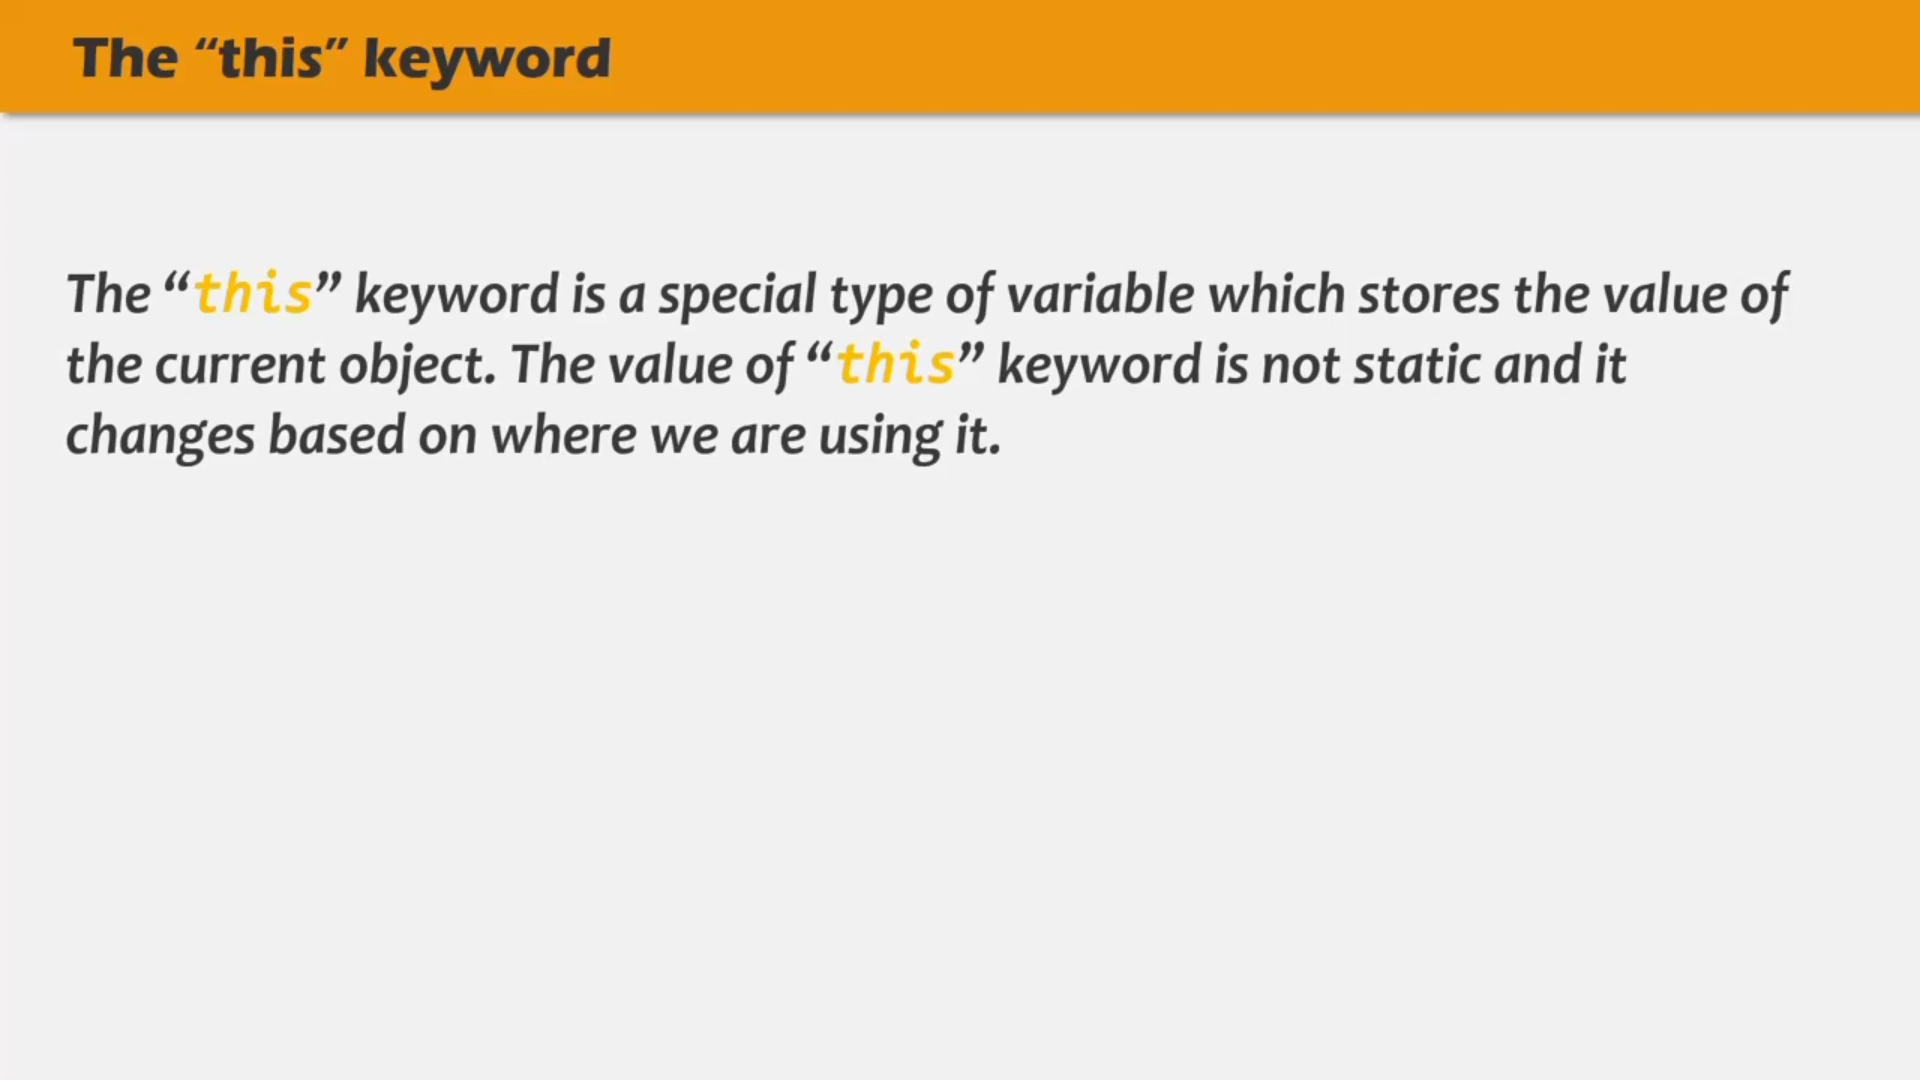 The “this” keyword
The “this” keyword is a special type of variable which stores the value of
the current object. The value of “this” keyword is not static and it
changes based on where we are using it.